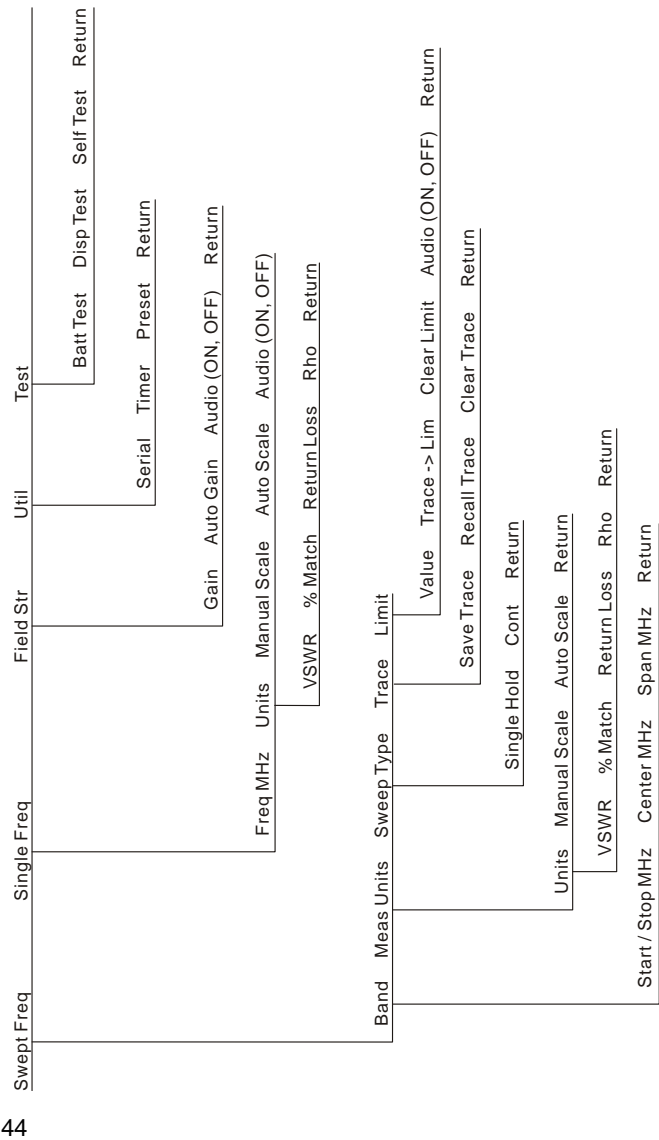 Swept Freq Single Freq Field Str Util Test
Batt Test Disp Test Self Test Return
Serial Timer Preset Return
Gain Auto Gain Audio (ON, OFF) Return
Freq MHz Units Manual Scale Auto Scale Audio (ON, OFF)
VSWR % Match Return Loss Rho Return
Band Meas Units Sweep Type Trace Limit
Value Trace -> Lim Clear Limit Audio (ON, OFF) Return
Save Trace Recall Trace Clear Trace Return
Single Hold Cont Return
Units Manual Scale Auto Scale Return
VSWR % Match Return Loss Rho Return
Start / Stop MHz Center MHz Span MHz Return
44